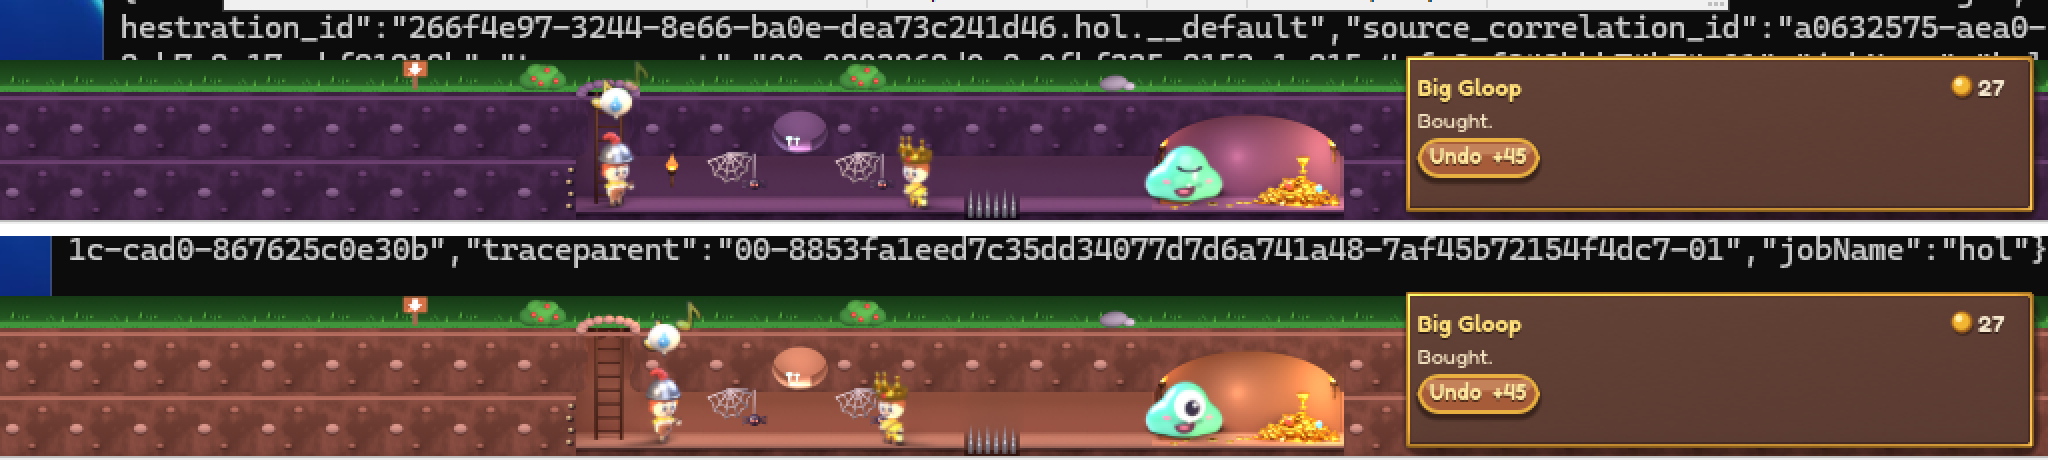 hestration_id":"266f4e97-3244-8e66-ba0e-dea73c241d46.hol.__default","source_correlation_id":"a0632575-aea0-
Big Gloop
27
Bought.
Undo +45
1c-cad0-867625c0e30b","traceparent":"00-8853fa1eed7c35dd34077d7d6a741a48-7af45b72154f4dc7-01","jobName":"hol"}
Big Gloop
27
Bought.
Undo +45